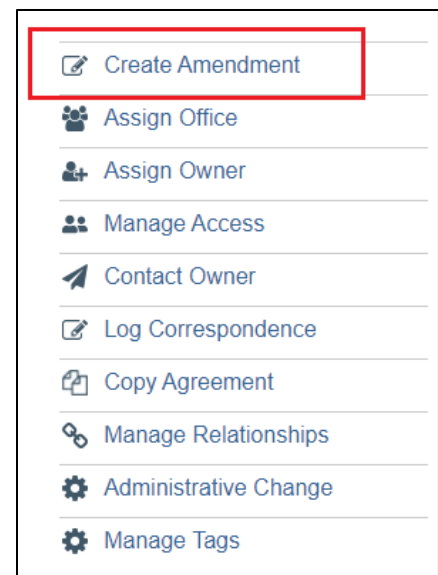 Create Amendment
Assign Office
Assign Owner
Manage Access
Contact Owner
Log Correspondence
Copy Agreement
Manage Relationships
Administrative Change
Manage Tags